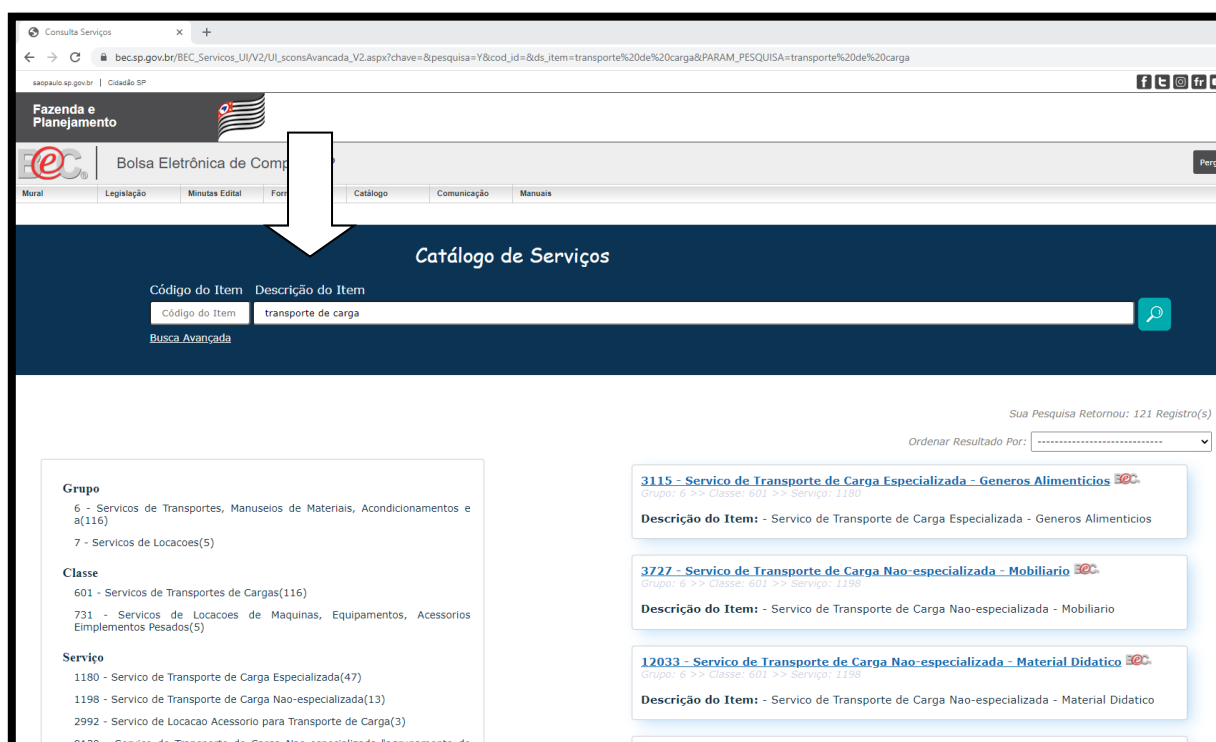 Consulta Serviços
bec.sp.gov.br/BEC_Servicos_UI/V2/UI_sconsAvancada_V2.aspx?chave=&pesquisa=Y&cod_id=&ds_item=transporte%20de%20carga&PARAM_PESQUISA=transporte%20de%20carga
saopaulo.sp.gov.br | Cidadão SP
Fazenda e
Planejamento
BEC
Bolsa Eletrônica de
Mural Legislação Minutas Edital Catálogo Comunicação Manuais
Catálogo de Serviços
Código do Item Descrição do Item
Código do Item transporte de carga
Busca Avançada
Sua Pesquisa Retornou: 121 Registro(s)
Ordenar Resultado Por: ----------------------------
Grupo
6 - Servicos de Transportes, Manuseios de Materiais, Acondicionamentos e
a(116)
7 - Servicos de Locacoes(5)
Classe
601 - Servicos de Transportes de Cargas(116)
731 - Servicos de Locacoes de Maquinas, Equipamentos, Acessorios
Eimplementos Pesados(5)
Serviço
1180 - Servico de Transporte de Carga Especializada(47)
1198 - Servico de Transporte de Carga Nao-especializada(13)
2992 - Servico de Locacao Acessorio para Transporte de Carga(3)
3115 - Servico de Transporte de Carga Especializada - Generos Alimenticios BEC
Grupo: 6 >> Classe: 601 >> Serviço: 1180
Descrição do Item: - Servico de Transporte de Carga Especializada - Generos Alimenticios
3727 - Servico de Transporte de Carga Nao-especializada - Mobiliario BEC
Grupo: 6 >> Classe: 601 >> Serviço: 1198
Descrição do Item: - Servico de Transporte de Carga Nao-especializada - Mobiliario
12033 - Servico de Transporte de Carga Nao-especializada - Material Didatico BEC
Grupo: 6 >> Classe: 601 >> Serviço: 1198
Descrição do Item: - Servico de Transporte de Carga Nao-especializada - Material Didatico